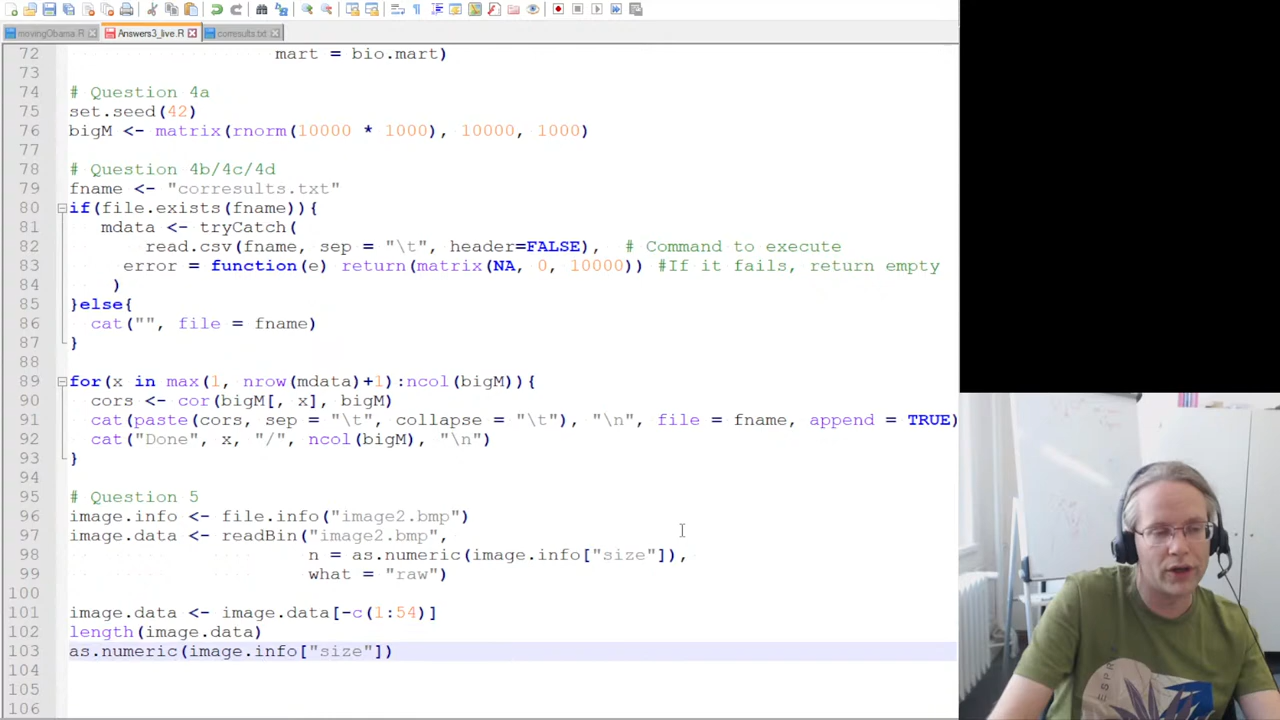 movingObama.R Answers3_live.R corresults.txt
72 mart = bio.mart)
73
74 # Question 4a
75 set.seed(42)
76 bigM <- matrix(rnorm(10000 * 1000), 10000, 1000)
77
78 # Question 4b/4c/4d
79 fname <- "corresults.txt"
80 if(file.exists(fname)){
81 mdata <- tryCatch(
82 read.csv(fname, sep = "\t", header=FALSE), # Command to execute
83 error = function(e) return(matrix(NA, 0, 10000)) #If it fails, return empty
84 )
85 }else{
86 cat("", file = fname)
87 }
88
89 for(x in max(1, nrow(mdata)+1):ncol(bigM)){
90 cors <- cor(bigM[, x], bigM)
91 cat(paste(cors, sep = "\t", collapse = "\t"), "\n", file = fname, append = TRUE)
92 cat("Done", x, "/", ncol(bigM), "\n")
93 }
94
95 # Question 5
96 image.info <- file.info("image2.bmp")
97 image.data <- readBin("image2.bmp",
98 n = as.numeric(image.info["size"]),
99 what = "raw")
100
101 image.data <- image.data[-c(1:54)]
102 length(image.data)
103 as.numeric(image.info["size"])
104
105
106
ESPR